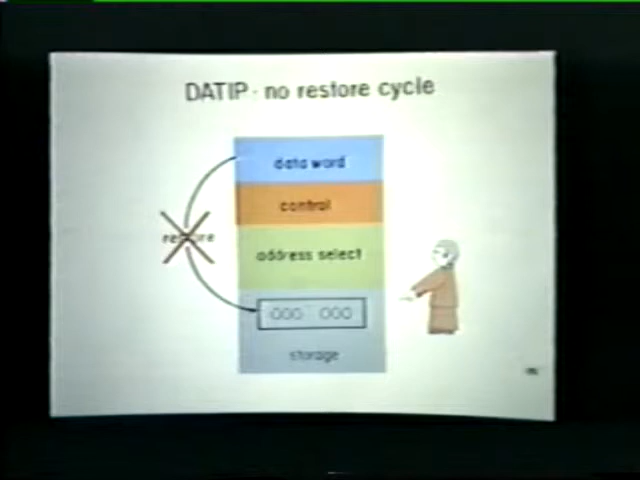 DATIP - no restore cycle
data word
control
restore
address select
000 000
storage